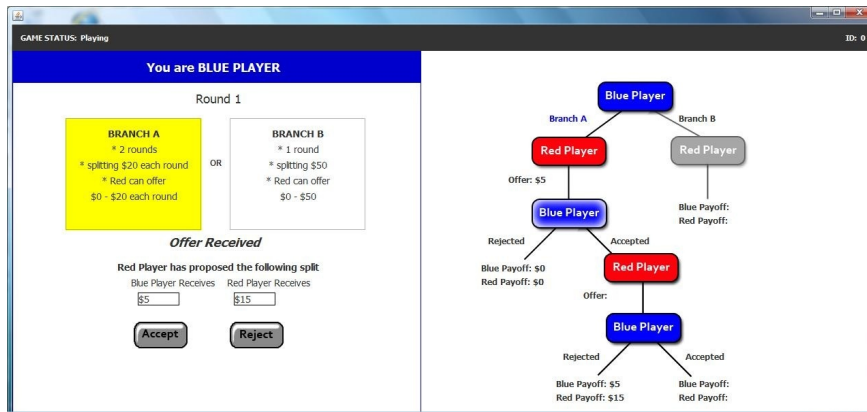 GAME STATUS: Playing
ID: 0
You are BLUE PLAYER
Round 1
BRANCH A
* 2 rounds
* splitting $20 each round
* Red can offer
$0 - $20 each round
OR
BRANCH B
* 1 round
* splitting $50
* Red can offer
$0 - $50
Offer Received
Red Player has proposed the following split
Blue Player Receives
Red Player Receives
$5
$15
Accept
Reject
Blue Player
Branch A
Branch B
Red Player
Red Player
Offer: $5
Blue Player
Blue Payoff:
Red Payoff:
Rejected
Accepted
Blue Payoff: $0
Red Payoff: $0
Red Player
Offer:
Blue Player
Rejected
Accepted
Blue Payoff: $5
Red Payoff: $15
Blue Payoff:
Red Payoff: